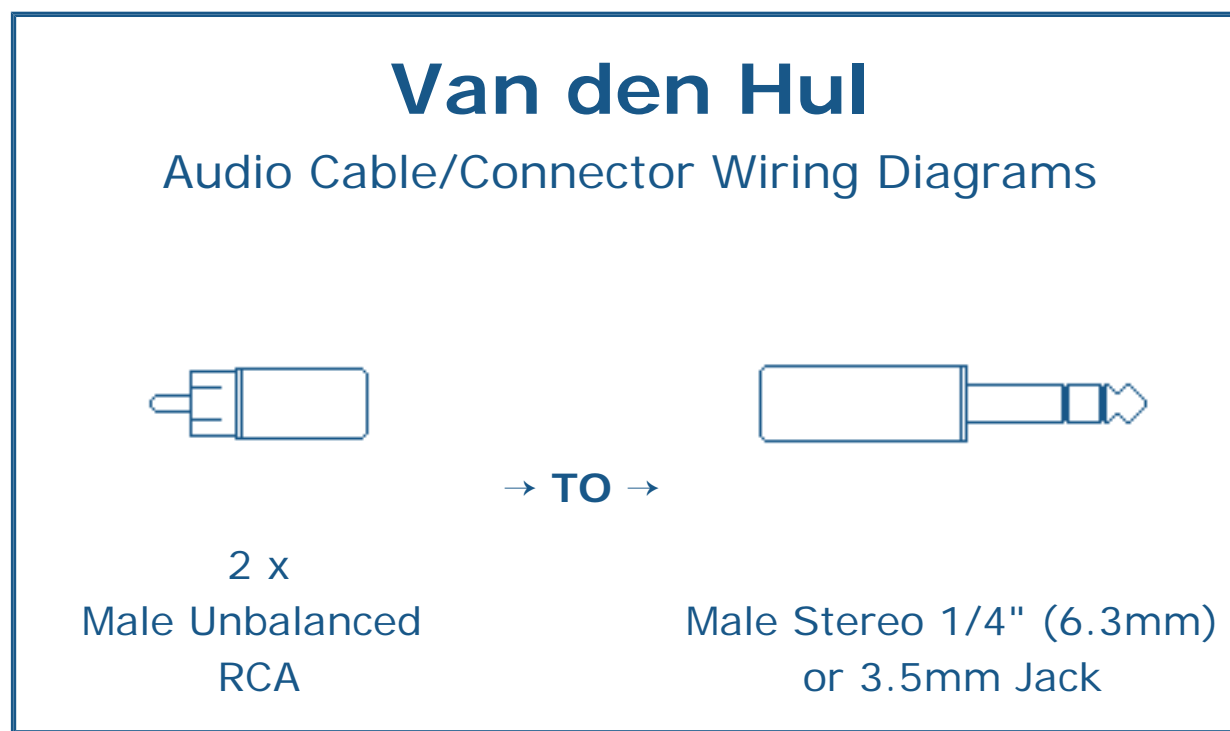 Van den Hul
Audio Cable/Connector Wiring Diagrams
→ TO →
2 x
Male Unbalanced
RCA
Male Stereo 1/4" (6.3mm)
or 3.5mm Jack